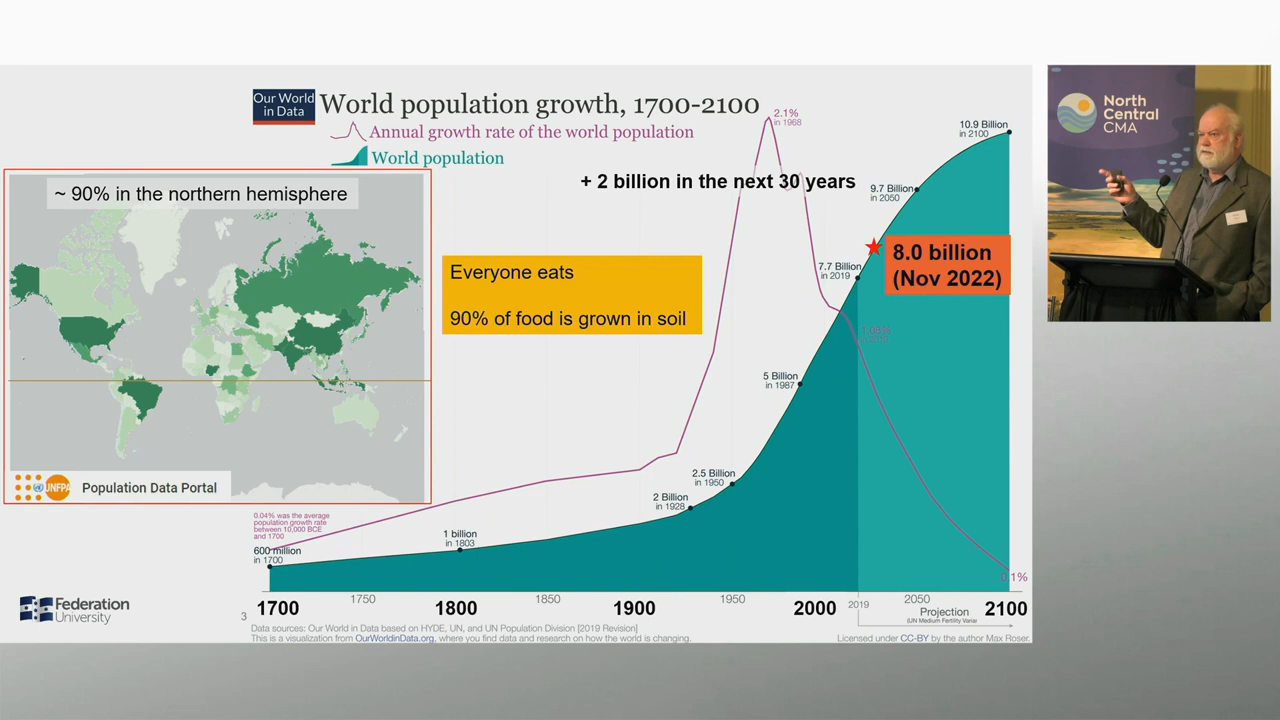 Our World
in Data
World population growth, 1700-2100
Annual growth rate of the world population
World population
2.1%
in 1968
10.9 Billion
in 2100
+ 2 billion in the next 30 years
9.7 Billion
in 2050
~ 90% in the northern hemisphere
8.0 billion
(Nov 2022)
7.7 Billion
in 2019
Everyone eats
90% of food is grown in soil
5 Billion
in 1987
2.5 Billion
in 1950
2 Billion
in 1928
UNFPA
Population Data Portal
0.04% was the average
population growth rate
between 10,000 BCE
and 1700
600 million
in 1700
1 billion
in 1803
0.1%
1700
1750
1800
1850
1900
1950
2000
2019
2050
2100
Projection
(UN Medium Fertility Varia
Federation
University
3
Data sources: Our World in Data based on HYDE, UN, and UN Population Division [2019 Revision]
This is a visualization from OurWorldinData.org, where you find data and research on how the world is changing.
Licensed under CC-BY by the author Max Roser.
North
Central
CMA